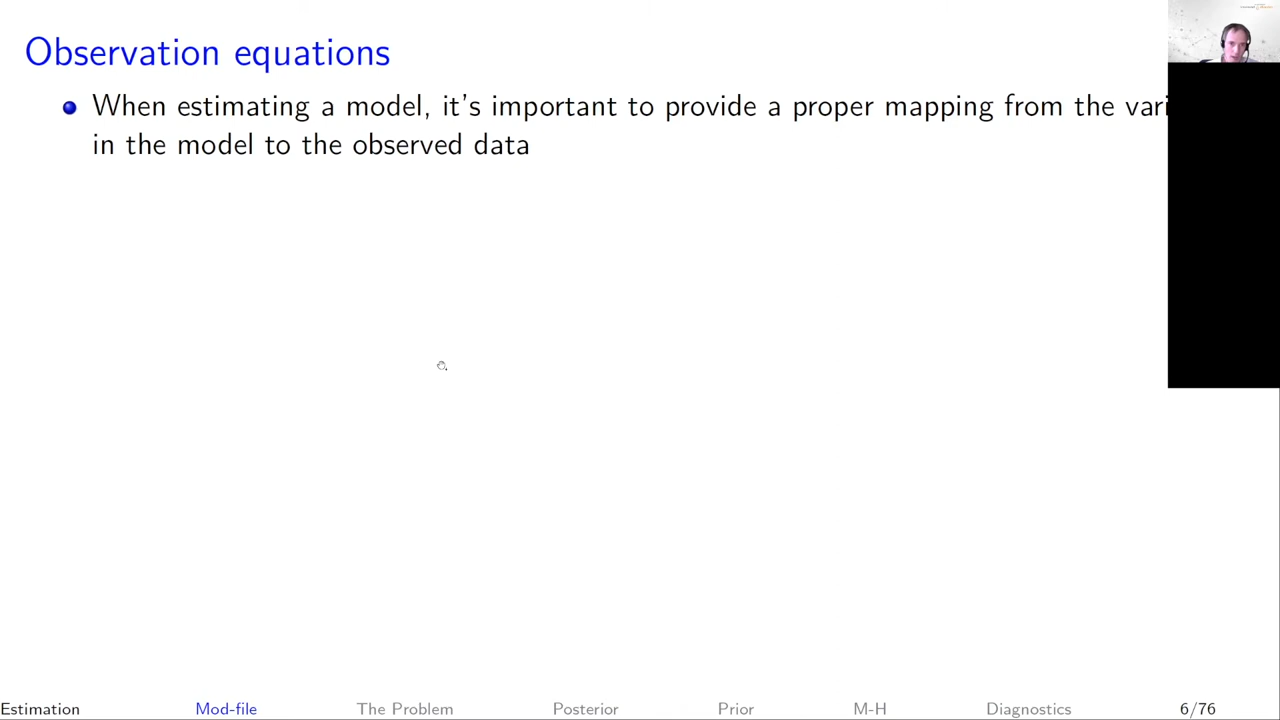 Observation equations
When estimating a model, it's important to provide a proper mapping from the vari
in the model to the observed data
Estimation Mod-file The Problem Posterior Prior M-H Diagnostics 6/76